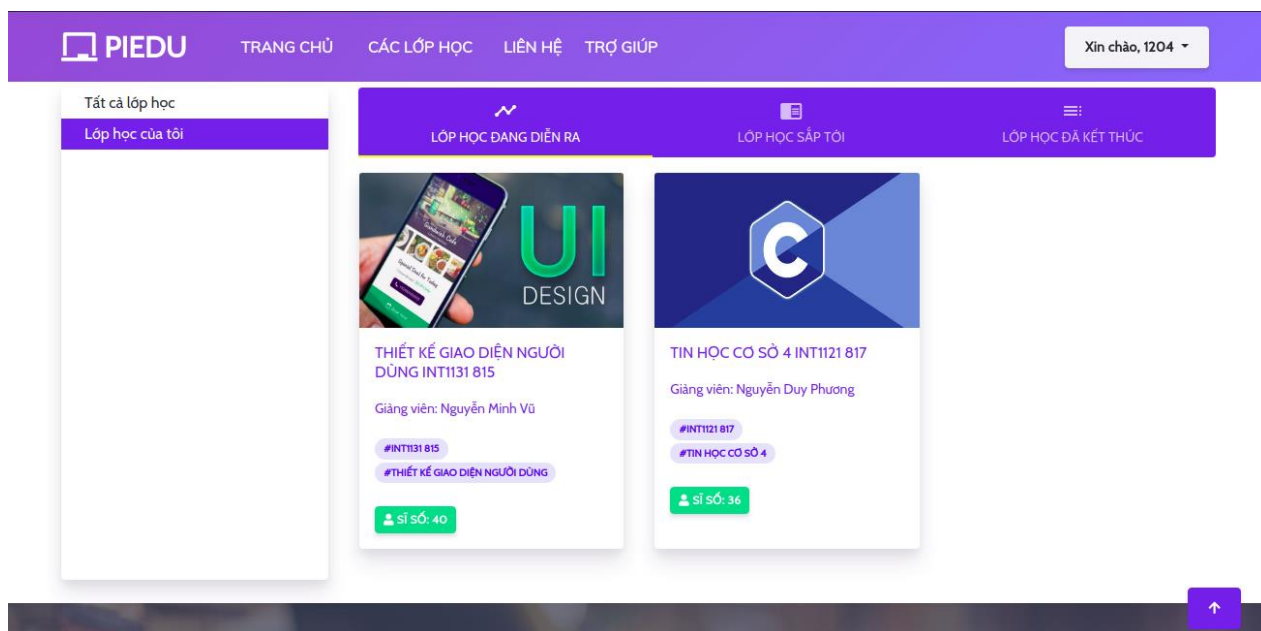 PIEDU
TRANG CHỦ
CÁC LỚP HỌC
LIÊN HỆ
TRỢ GIÚP
Xin chào, 1204
Tất cả lớp học
Lớp học của tôi
LỚP HỌC ĐANG DIỄN RA
LỚP HỌC SẮP TỚI
LỚP HỌC ĐÃ KẾT THÚC
UI
DESIGN
THIẾT KẾ GIAO DIỆN NGƯỜI
DÙNG INT1131 815
Giảng viên: Nguyễn Minh Vũ
#INT1131 815
#THIẾT KẾ GIAO DIỆN NGƯỜI DÙNG
SĨ SỐ: 40
C
TIN HỌC CƠ SỞ 4 INT1121 817
Giảng viên: Nguyễn Duy Phương
#INT1121 817
#TIN HỌC CƠ SỞ 4
SĨ SỐ: 36